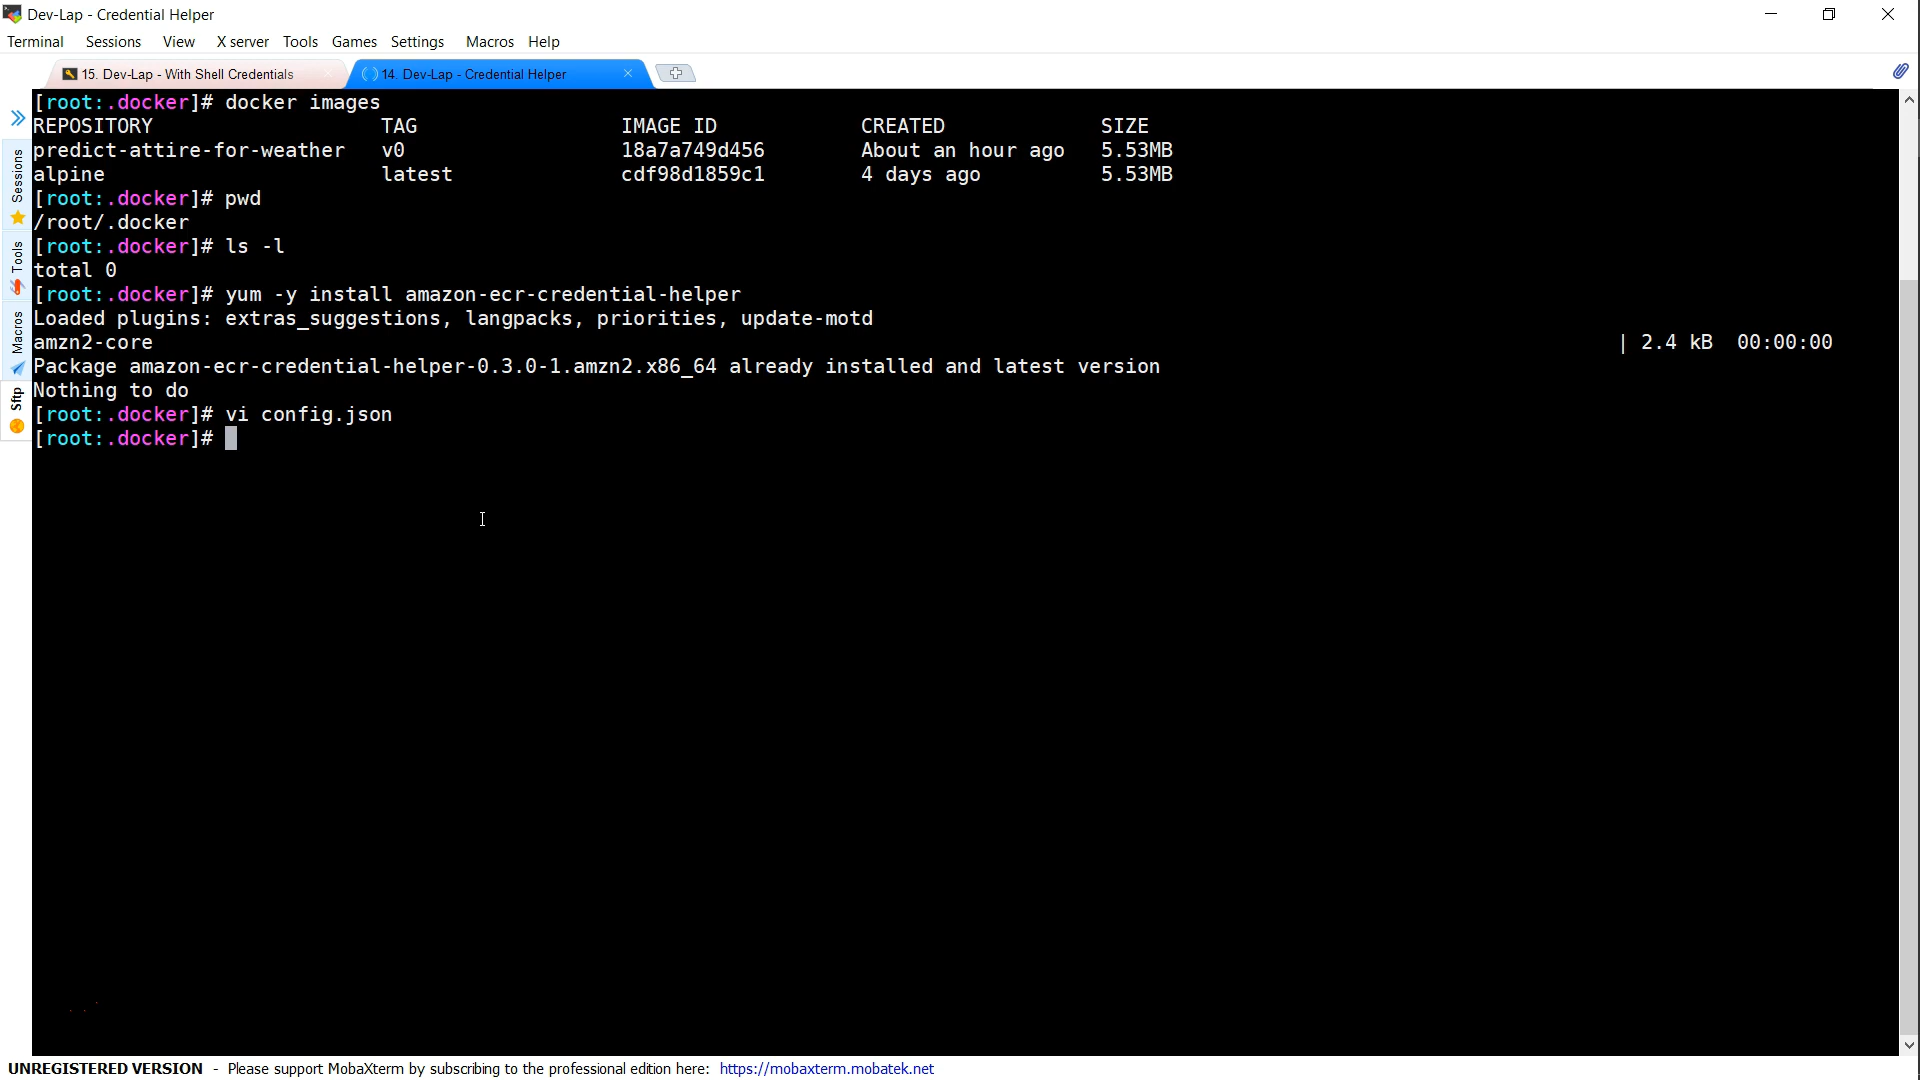 Dev-Lap - Credential Helper
Terminal Sessions View X server Tools Games Settings Macros Help
15. Dev-Lap - With Shell Credentials
14. Dev-Lap - Credential Helper
Sessions
Tools
Macros
Sftp
[root:.docker]# docker images
REPOSITORY TAG IMAGE ID CREATED SIZE
predict-attire-for-weather v0 18a7a749d456 About an hour ago 5.53MB
alpine latest cdf98d1859c1 4 days ago 5.53MB
[root:.docker]# pwd
/root/.docker
[root:.docker]# ls -l
total 0
[root:.docker]# yum -y install amazon-ecr-credential-helper
Loaded plugins: extras_suggestions, langpacks, priorities, update-motd
amzn2-core | 2.4 kB 00:00:00
Package amazon-ecr-credential-helper-0.3.0-1.amzn2.x86_64 already installed and latest version
Nothing to do
[root:.docker]# vi config.json
[root:.docker]#
UNREGISTERED VERSION - Please support MobaXterm by subscribing to the professional edition here: https://mobaxterm.mobatek.net